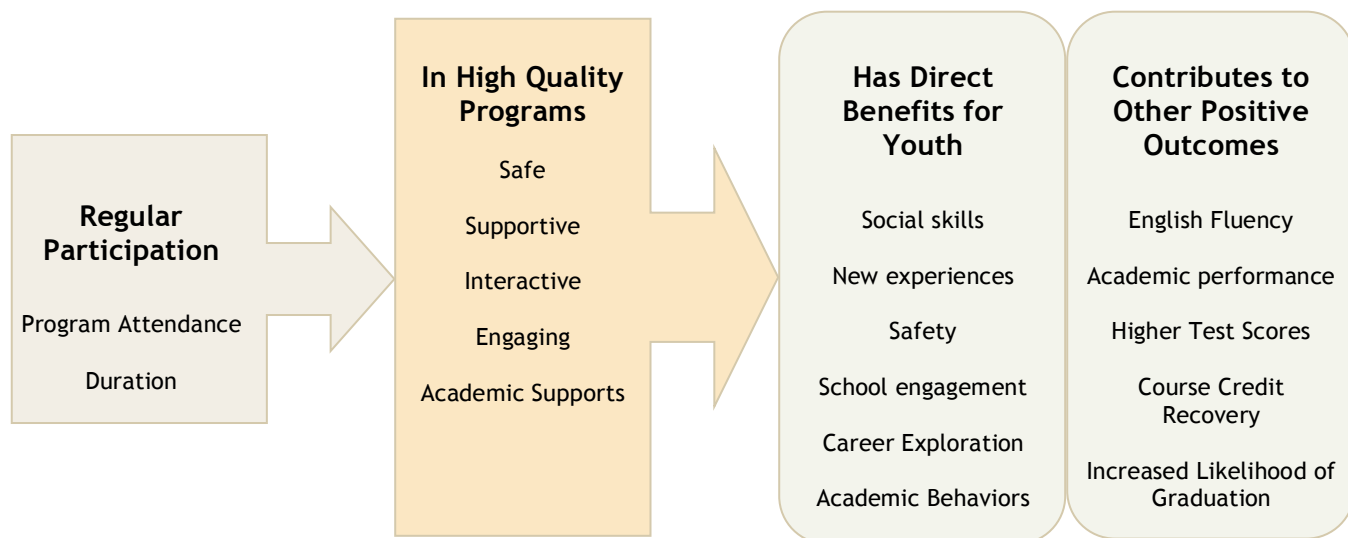 Regular
Participation
Program Attendance
Duration
In High Quality
Programs
Safe
Supportive
Interactive
Engaging
Academic Supports
Has Direct
Benefits for
Youth
Social skills
New experiences
Safety
School engagement
Career Exploration
Academic Behaviors
Contributes to
Other Positive
Outcomes
English Fluency
Academic performance
Higher Test Scores
Course Credit
Recovery
Increased Likelihood of
Graduation